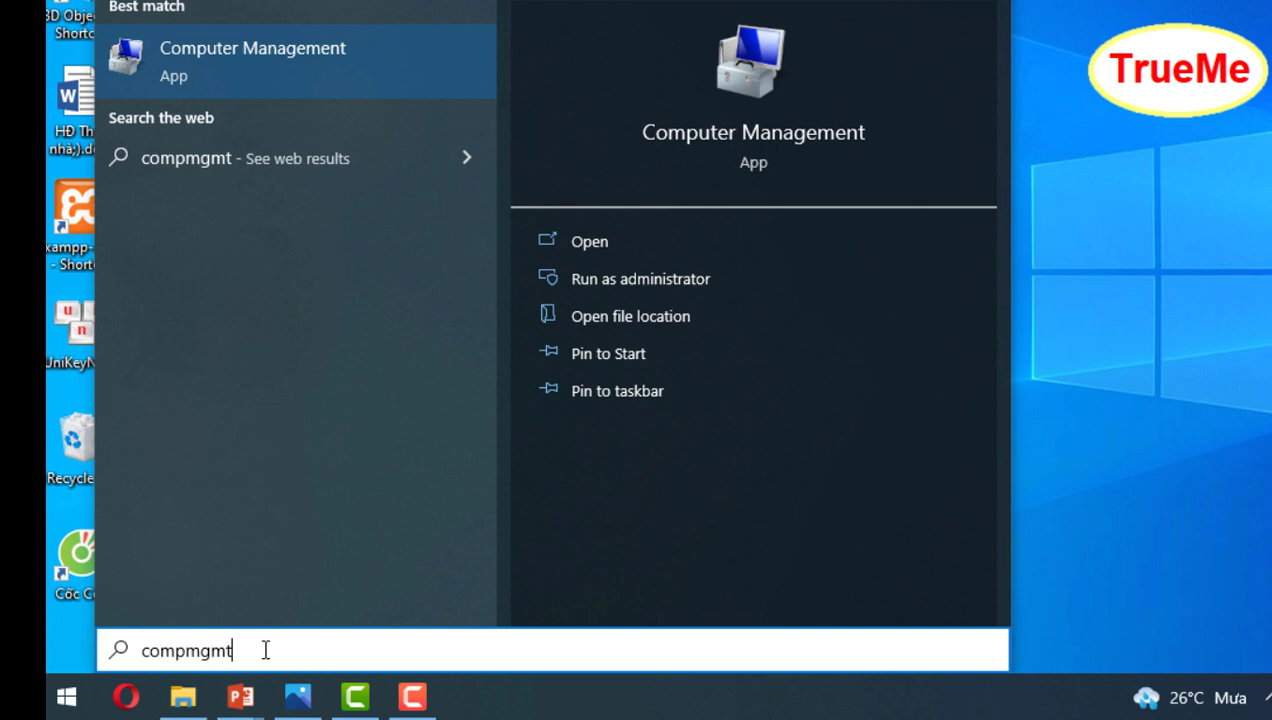 Best match
3D Obje
Shortc
Computer Management
App
TrueMe
HĐ Th
nhà;).d
Search the web
compmgmt - See web results
Computer Management
App
xampp-
- Short
Open
Run as administrator
Open file location
Pin to Start
Pin to taskbar
UniKeyN
Recycle
Cốc C
compmgmt
26°C Mưa